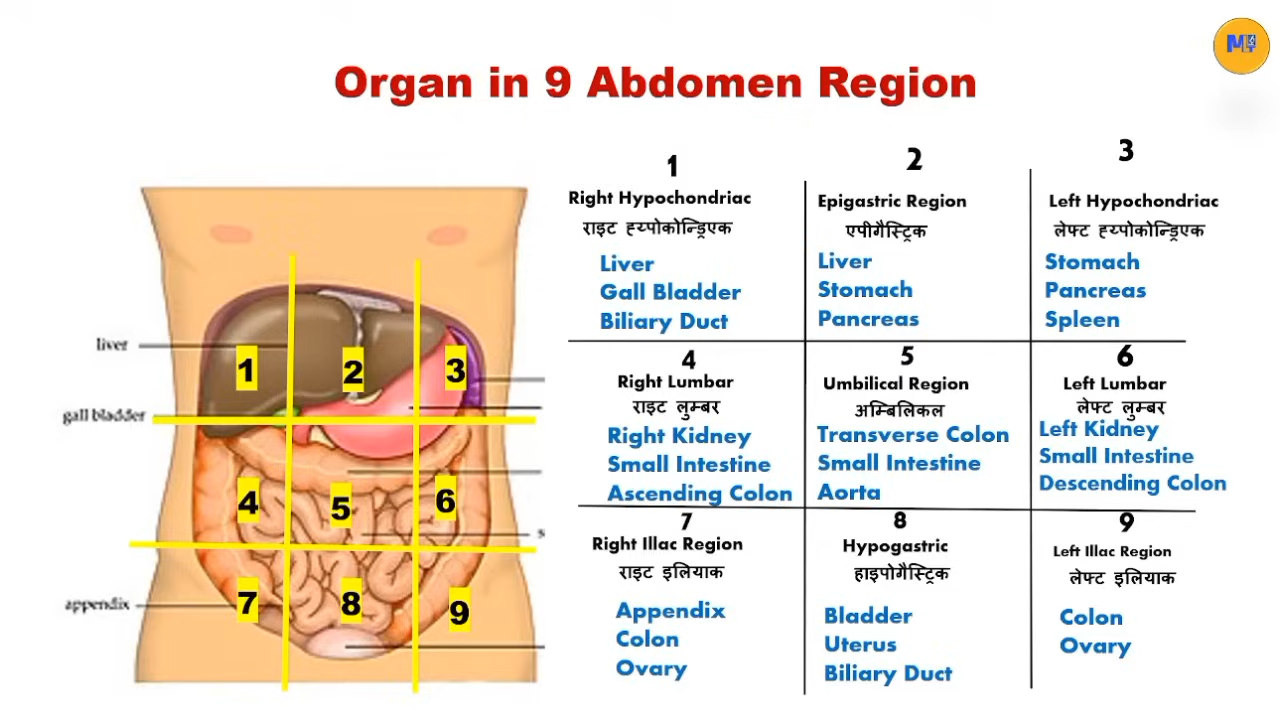 Organ in 9 Abdomen Region
1
Right Hypochondriac
राइट ह्य्पोकोन्ड्रिएक
Liver
Gall Bladder
Biliary Duct
2
Epigastric Region
एपीगैस्ट्रिक
Liver
Stomach
Pancreas
3
Left Hypochondriac
लेफ्ट ह्य्पोकोन्ड्रिएक
Stomach
Pancreas
Spleen
4
Right Lumbar
राइट लुम्बर
Right Kidney
Small Intestine
Ascending Colon
5
Umbilical Region
अम्बिलिकल
Transverse Colon
Small Intestine
Aorta
6
Left Lumbar
लेफ्ट लुम्बर
Left Kidney
Small Intestine
Descending Colon
7
Right Illac Region
राइट इलियाक
Appendix
Colon
Ovary
8
Hypogastric
हाइपोगैस्ट्रिक
Bladder
Uterus
Biliary Duct
9
Left Illac Region
लेफ्ट इलियाक
Colon
Ovary
liver
gall bladder
appendix
1
2
3
4
5
6
s
7
8
9